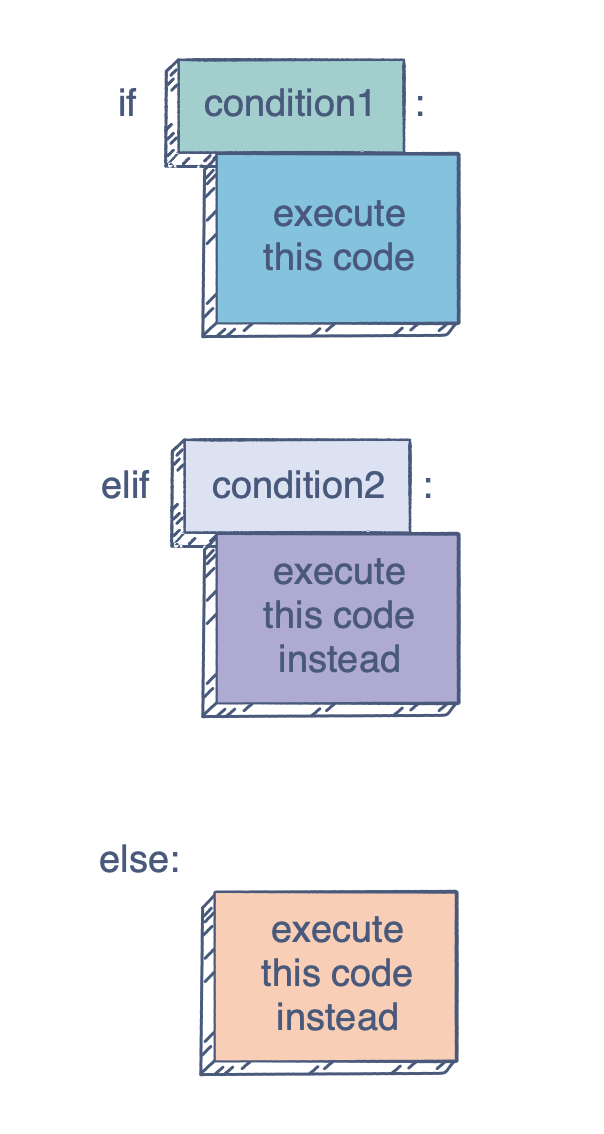 if condition1 :
execute
this code
elif condition2 :
execute
this code
instead
else:
execute
this code
instead